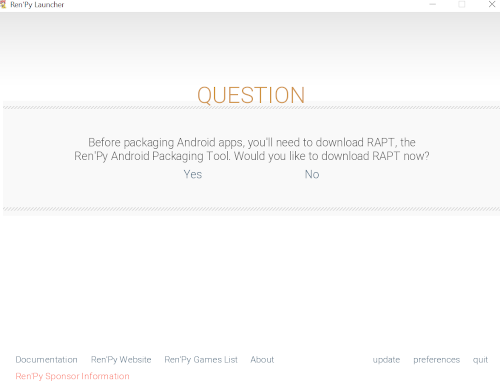 Ren'Py Launcher
QUESTION
Before packaging Android apps, you'll need to download RAPT, the
Ren'Py Android Packaging Tool. Would you like to download RAPT now?
Yes No
Documentation Ren'Py Website Ren'Py Games List About update preferences quit
Ren'Py Sponsor Information